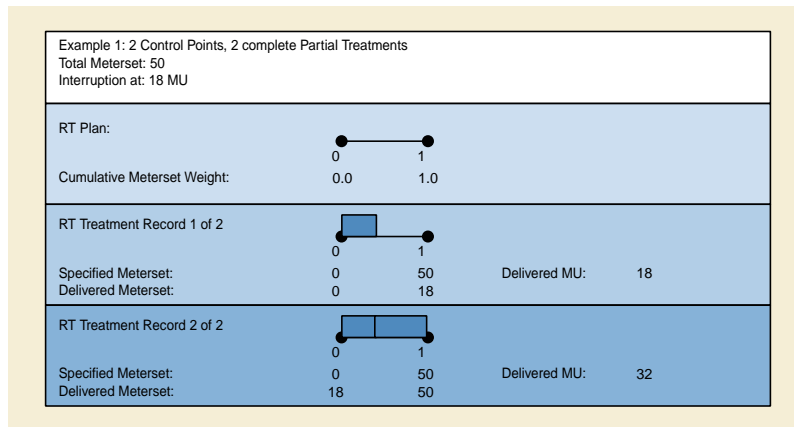 Example 1: 2 Control Points, 2 complete Partial Treatments
Total Meterset: 50
Interruption at: 18 MU
RT Plan:
0 1
Cumulative Meterset Weight: 0.0 1.0
RT Treatment Record 1 of 2
0 1
Specified Meterset: 0 50 Delivered MU: 18
Delivered Meterset: 0 18
RT Treatment Record 2 of 2
0 1
Specified Meterset: 0 50 Delivered MU: 32
Delivered Meterset: 18 50